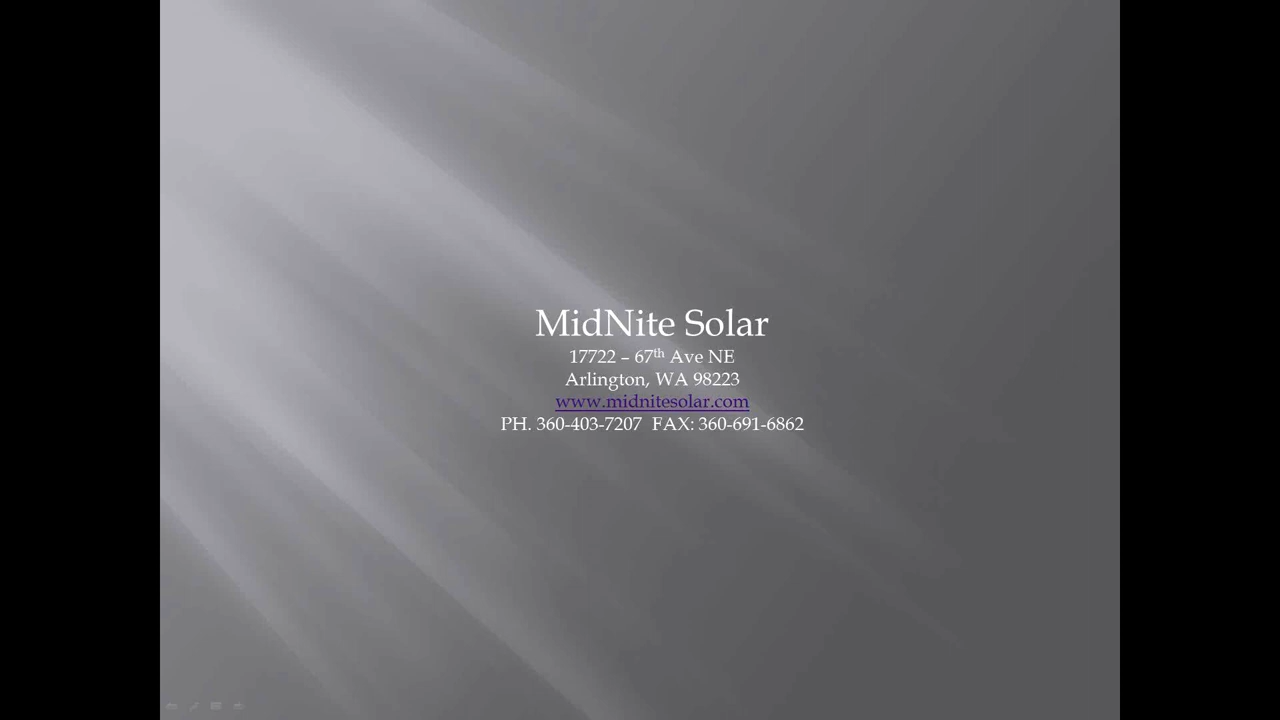 MidNite Solar
17722 – 67th Ave NE
Arlington, WA 98223
www.midnitesolar.com
PH. 360-403-7207  FAX: 360-691-6862